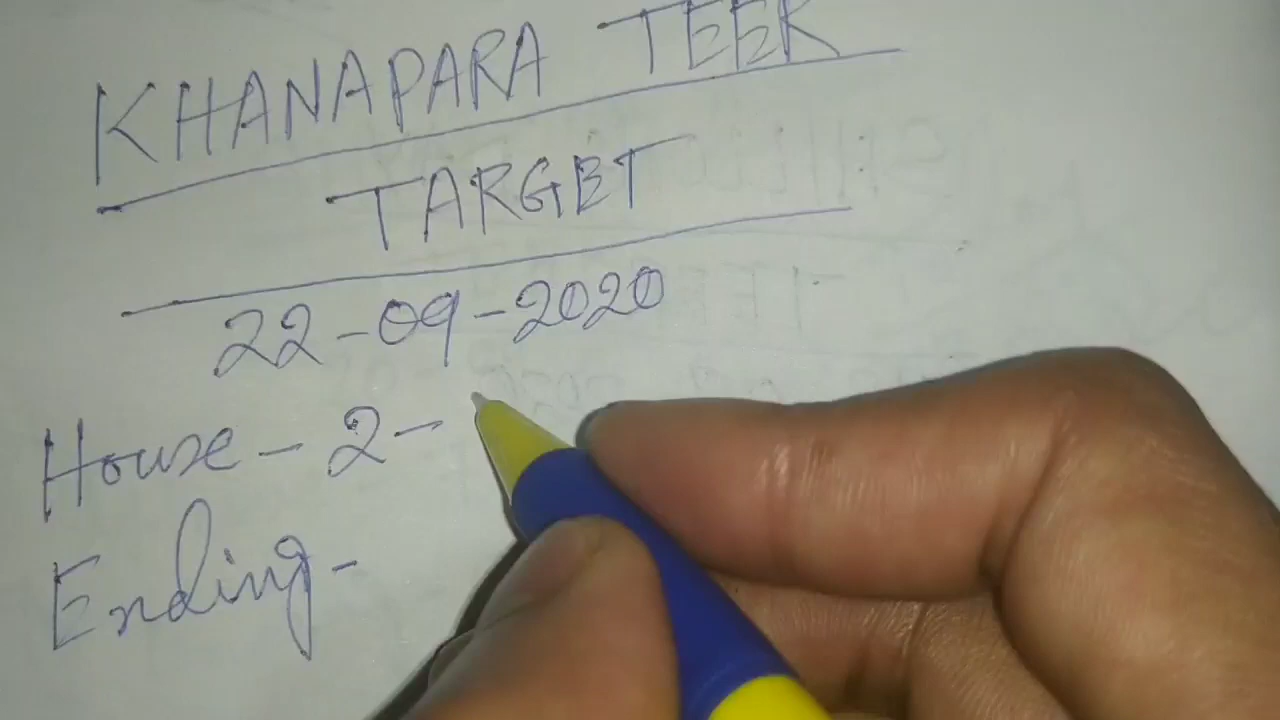 KHANAPARA TEER
TARGET
22-09-2020
House - 2 -
Ending -